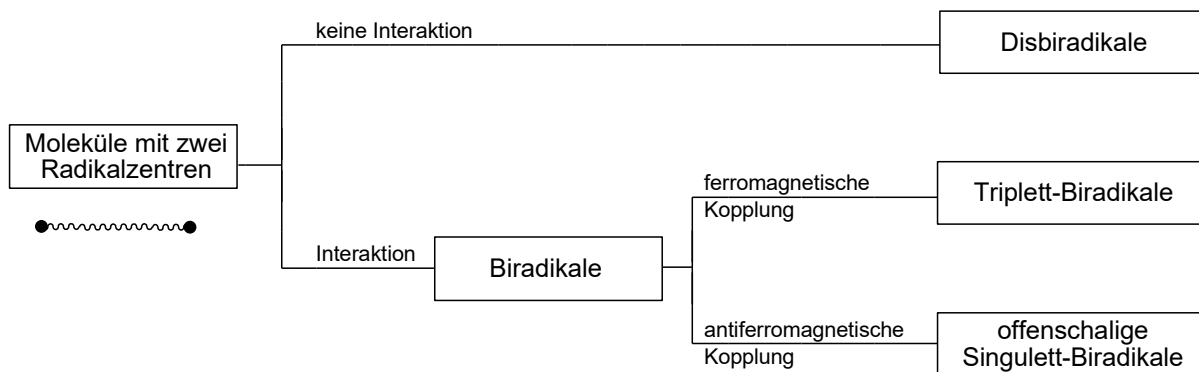 keine Interaktion
Disbiradikale
Moleküle mit zwei
Radikalzentren
ferromagnetische
Kopplung
Triplett-Biradikale
Interaktion
Biradikale
antiferromagnetische
Kopplung
offenschalige
Singulett-Biradikale